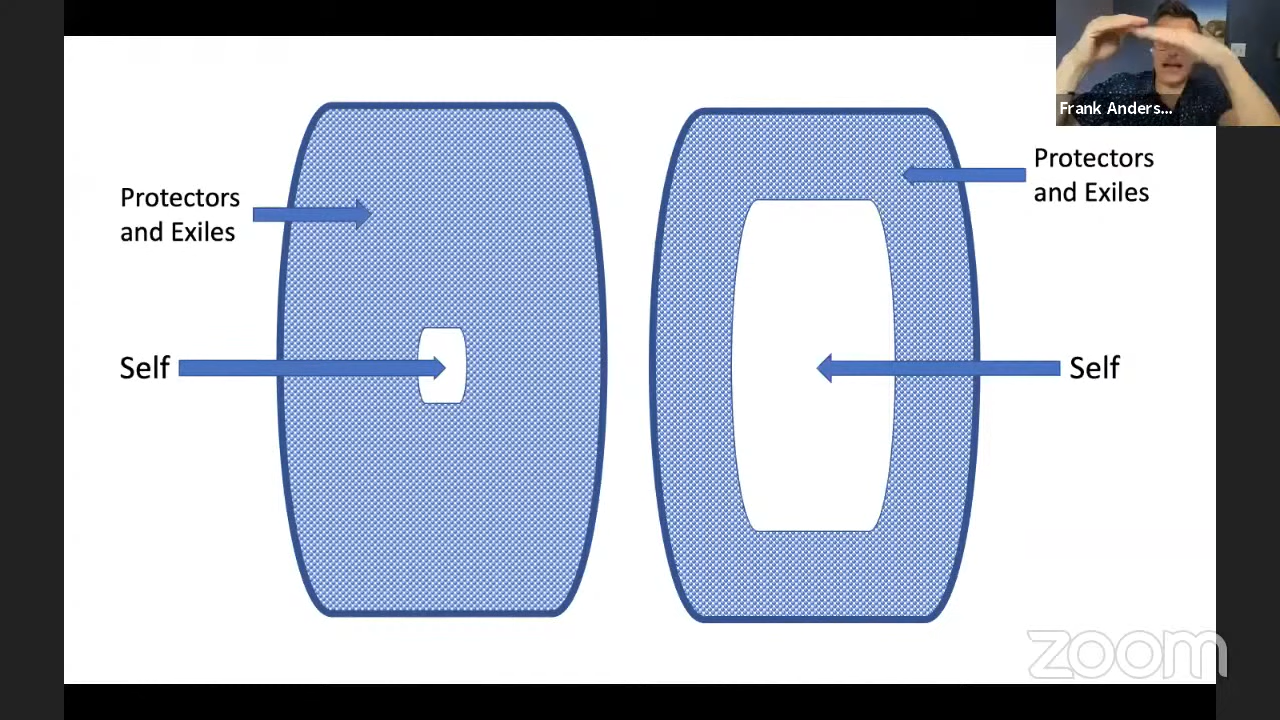 Frank Anders...
Protectors
and Exiles
Protectors
and Exiles
Self
Self
zoom